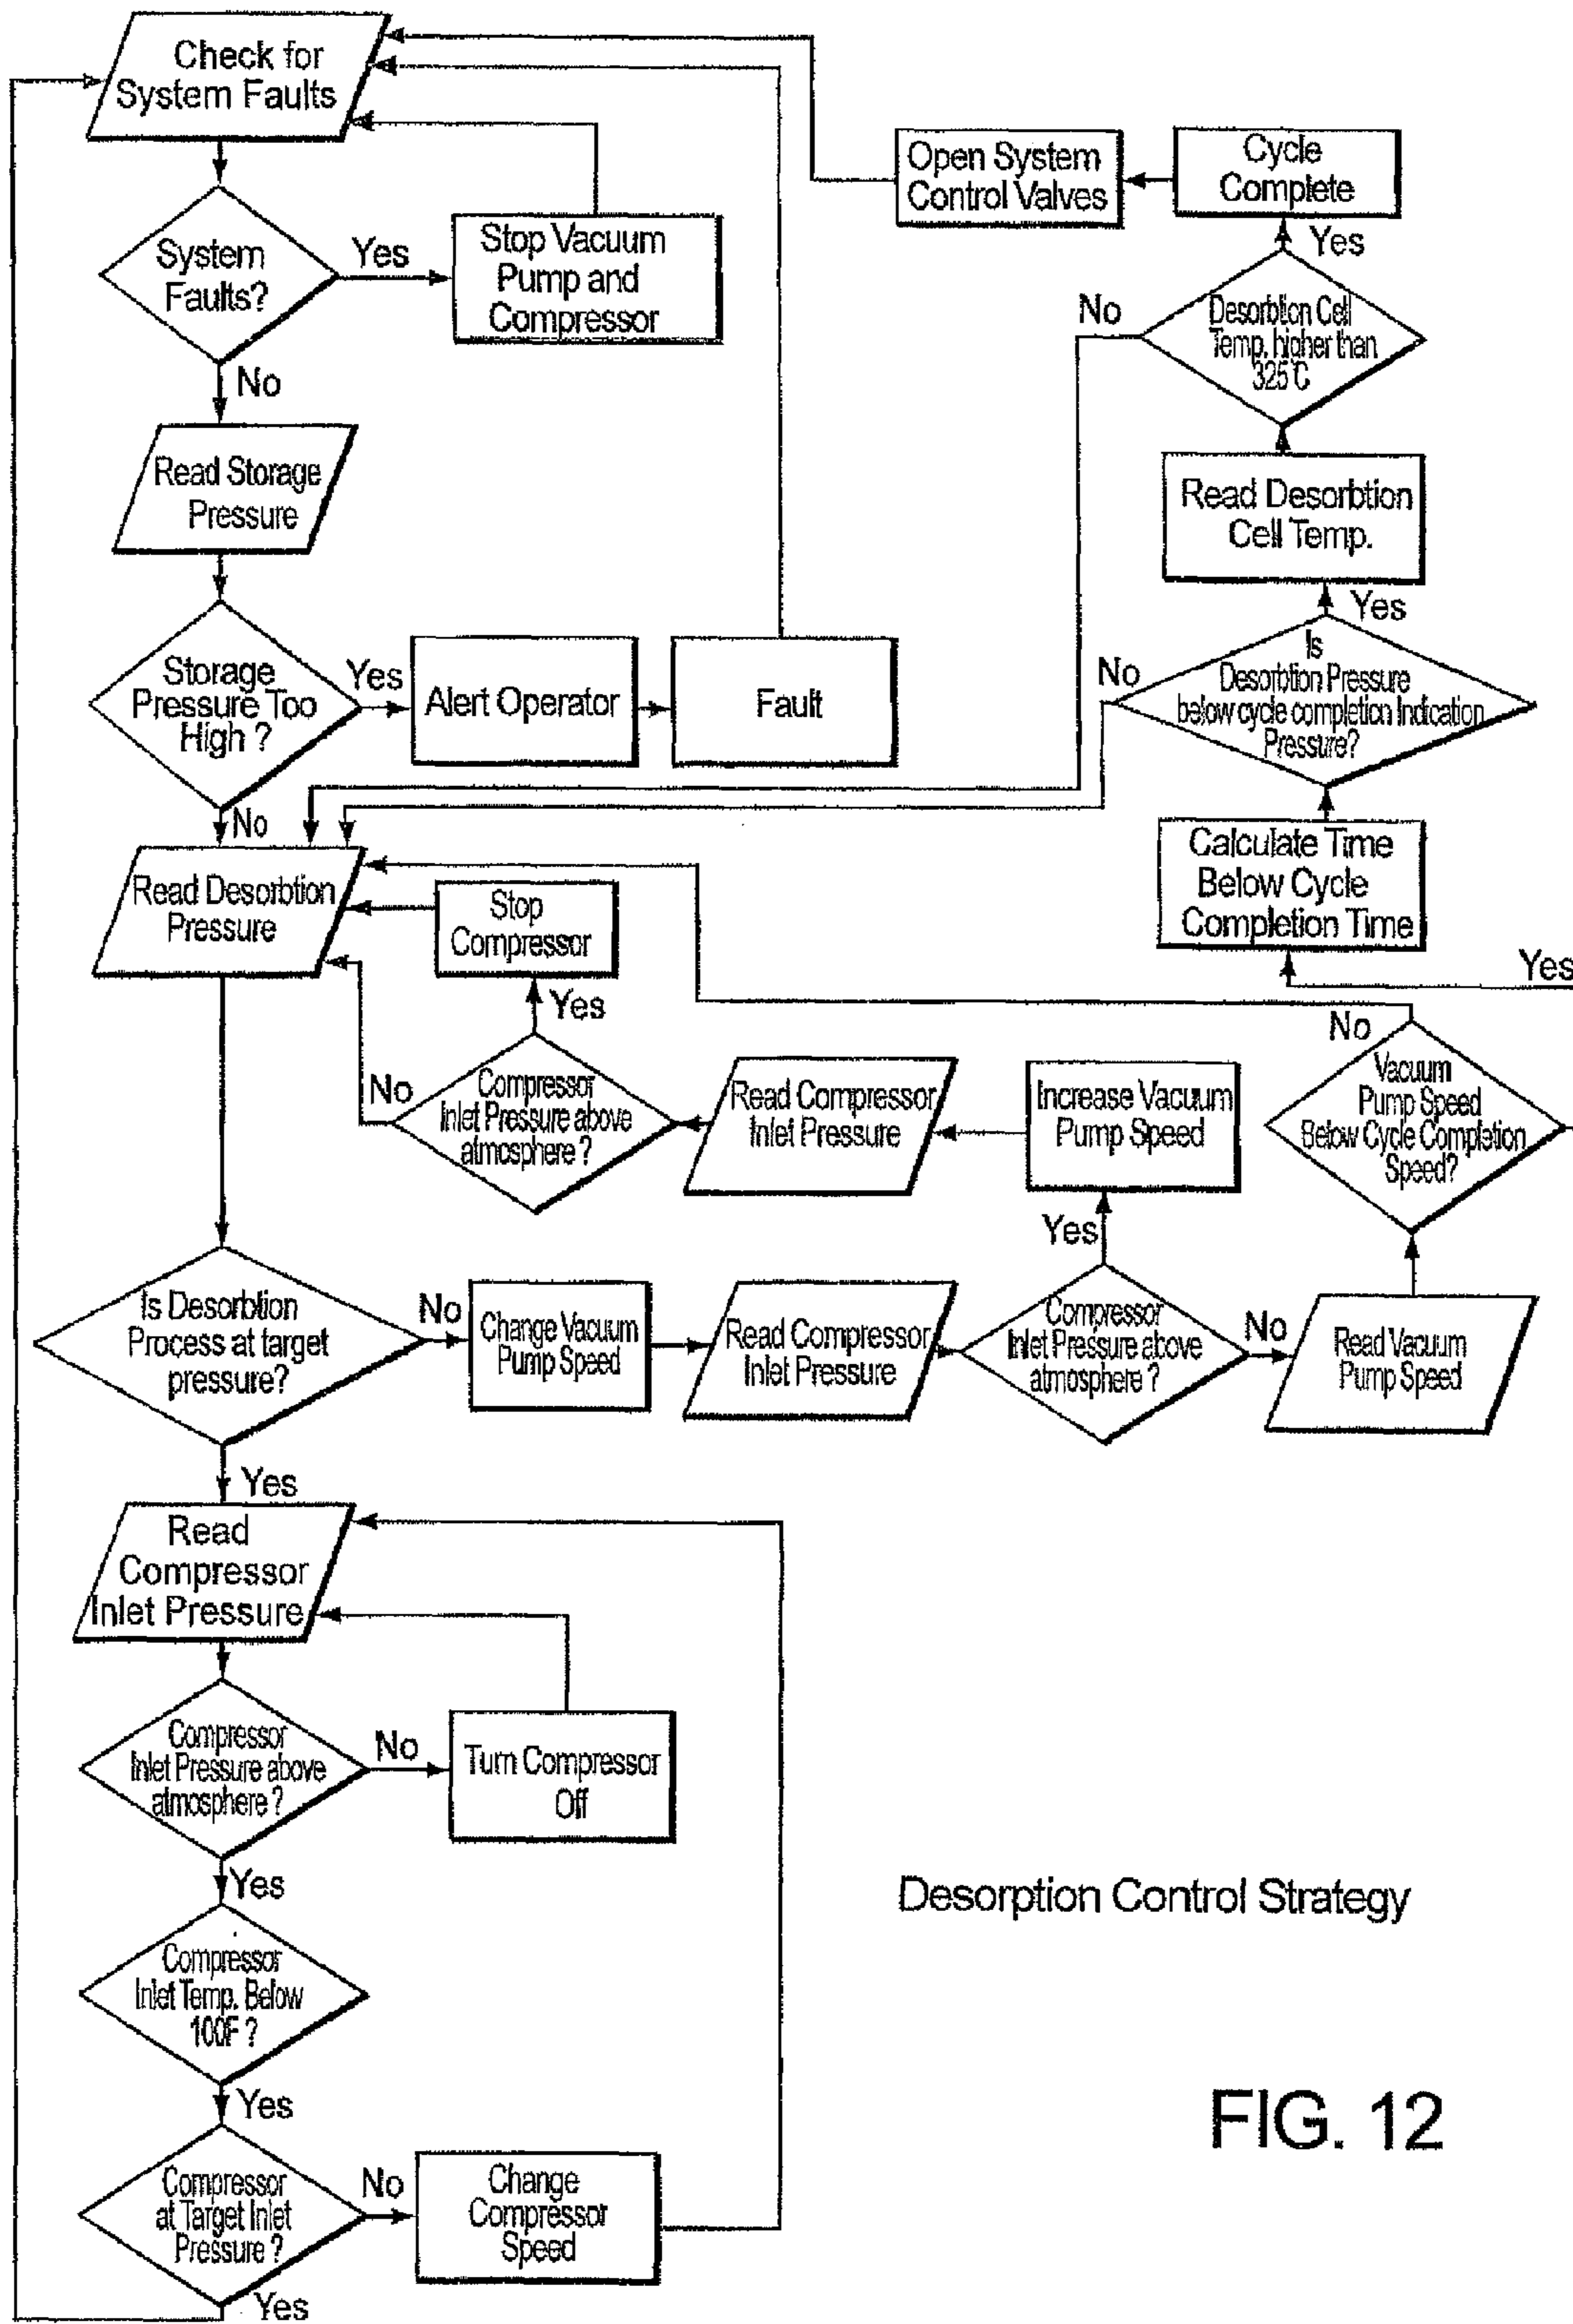 Check for
System Faults
System
Faults?
Yes
Stop Vacuum
Pump and
Compressor
No
Read Storage
Pressure
Storage
Pressure Too
High ?
Yes
Alert Operator
Fault
No
Open System
Control Valves
Cycle
Complete
Yes
No
Desorbtion Cell
Temp. higher than
325°C
Read Desorbtion
Cell Temp.
Yes
No
Is
Desorbtion Pressure
below cycle completion Indication
Pressure?
Calculate Time
Below Cycle
Completion Time
Yes
Read Desorbtion
Pressure
Stop
Compressor
Yes
No
Compressor
Inlet Pressure above
atmosphere ?
Read Compressor
Inlet Pressure
Increase Vacuum
Pump Speed
No
Vacuum
Pump Speed
Below Cycle Completion
Speed?
Yes
Is Desorbtion
Process at target
pressure?
No
Change Vacuum
Pump Speed
Read Compressor
Inlet Pressure
Compressor
Inlet Pressure above
atmosphere ?
No
Read Vacuum
Pump Speed
Yes
Read
Compressor
Inlet Pressure
Compressor
Inlet Pressure above
atmosphere ?
No
Turn Compressor
Off
Yes
Compressor
Inlet Temp. Below
100F ?
Yes
Compressor
at Target Inlet
Pressure ?
No
Change
Compressor
Speed
Yes
Desorption Control Strategy
FIG. 12